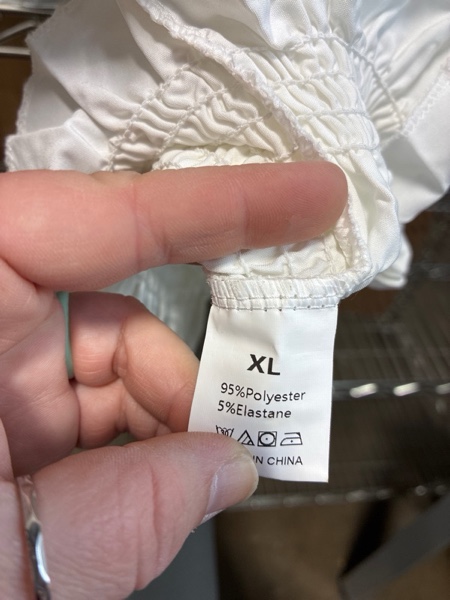 XL
95%Polyester
5%Elastane
IN CHINA